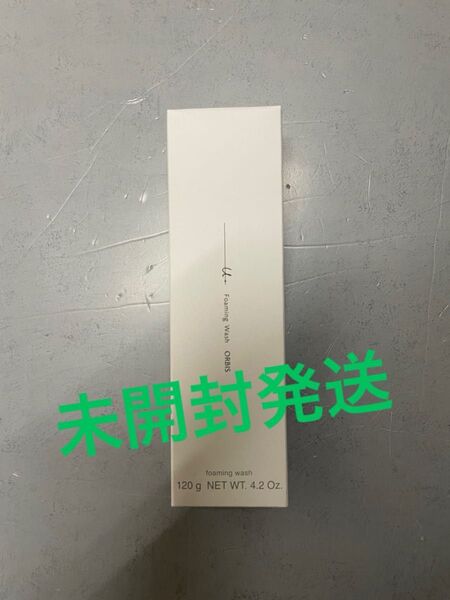 u.
Foaming Wash ORBIS
未開封発送
foaming wash
120 g NET WT. 4.2 Oz.